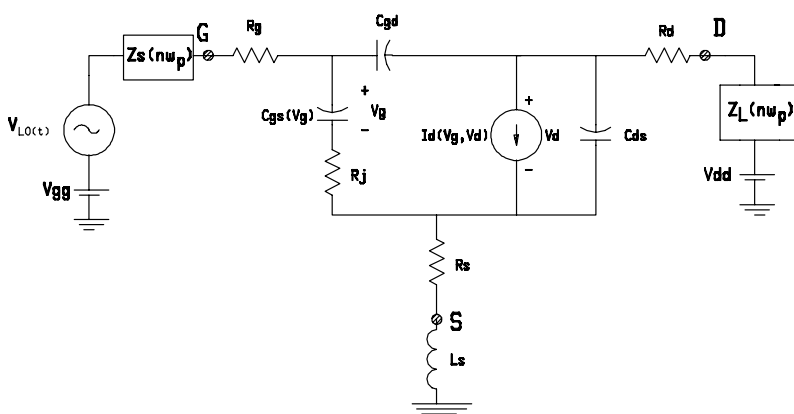 Cgd
Rg
G
Rd
D
Zs(nwp)
Cgs(Vg)
+
Vg
-
Id(Vg,Vd)
+
Vd
-
Cds
ZL(nwp)
VLO(t)
Rj
Vgg
Vdd
Rs
S
Ls